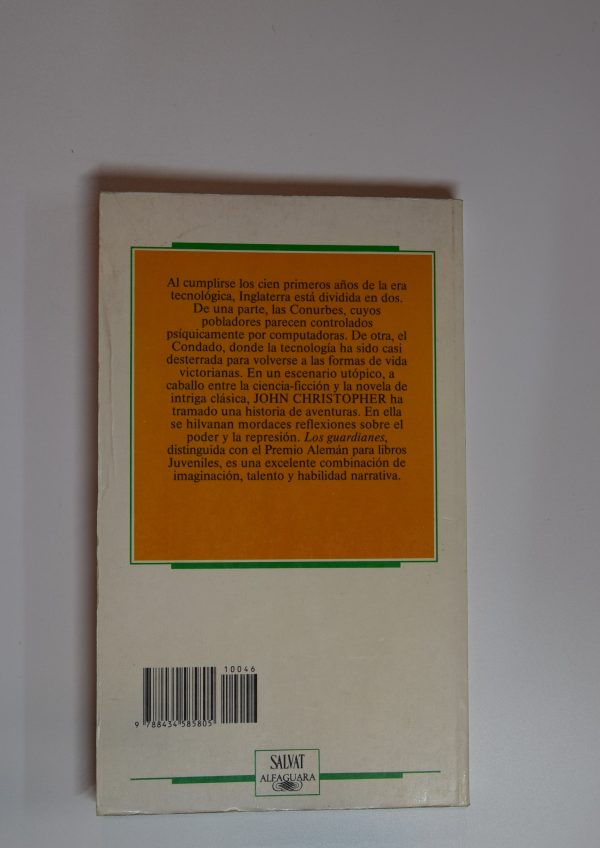 Al cumplirse los cien primeros años de la era
tecnológica, Inglaterra está dividida en dos.
De una parte, las Conurbes, cuyos
pobladores parecen controlados
psíquicamente por computadoras. De otra, el
Condado, donde la tecnología ha sido casi
desterrada para volverse a las formas de vida
victorianas. En un escenario utópico, a
caballo entre la ciencia-ficción y la novela de
intriga clásica, JOHN CHRISTOPHER ha
tramado una historia de aventuras. En ella
se hilvanan mordaces reflexiones sobre el
poder y la represión. Los guardianes,
distinguida con el Premio Alemán para libros
Juveniles, es una excelente combinación de
imaginación, talento y habilidad narrativa.
10046
9 788434 585805
SALVAT
ALFAGUARA